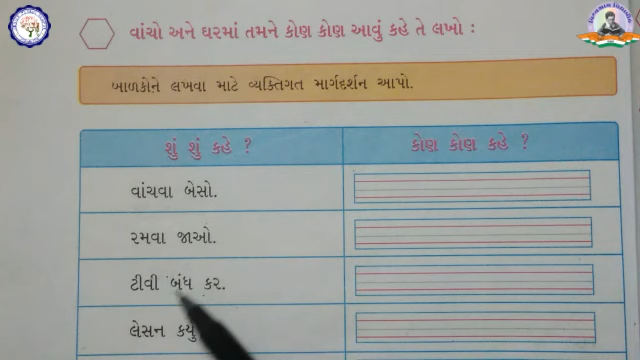 વાંચો અને ઘરમાં તમને કોણ કોણ આવું કહે તે લખો :
બાળકોને લખવા માટે વ્યક્તિગત માર્ગદર્શન આપો.
શું શું કહે ?
કોણ કોણ કહે ?
વાંચવા બેસો.
રમવા જાઓ.
ટીવી બંધ કર.
લેસન કર્યું